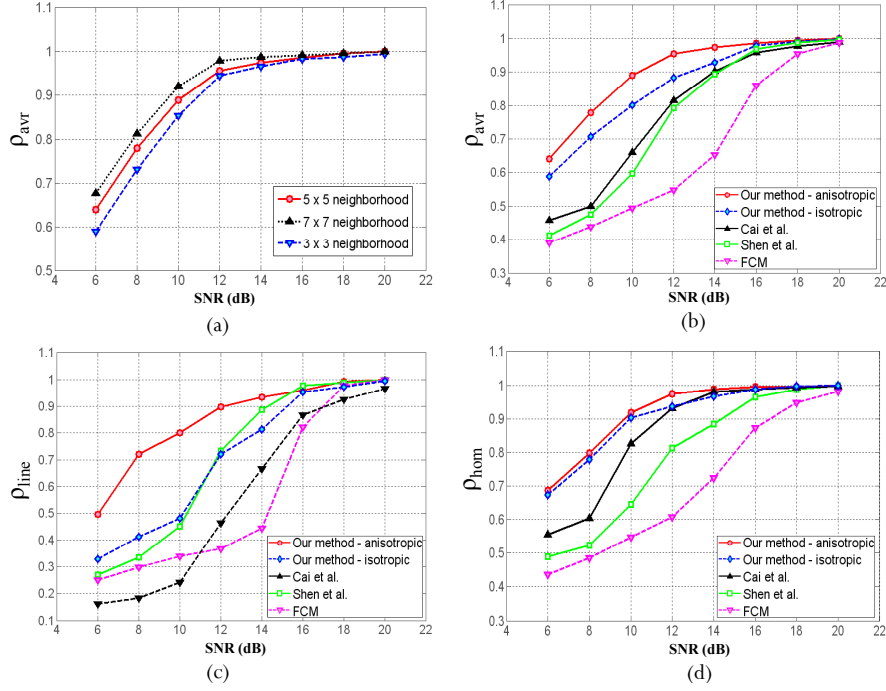 1.1
1
0.9
0.8
0.7
0.6
0.5
ρavr
4 6 8 10 12 14 16 18 20 22
SNR (dB)
5 x 5 neighborhood
7 x 7 neighborhood
3 x 3 neighborhood
(a)
1.1
1
0.9
0.8
0.7
0.6
0.5
0.4
0.3
ρavr
4 6 8 10 12 14 16 18 20 22
SNR (dB)
Our method - anisotropic
Our method - isotropic
Cai et al.
Shen et al.
FCM
(b)
1.1
1
0.9
0.8
0.7
0.6
0.5
0.4
0.3
0.2
0.1
ρline
4 6 8 10 12 14 16 18 20 22
SNR (dB)
Our method - anisotropic
Our method - isotropic
Cai et al.
Shen et al.
FCM
(c)
1.1
1
0.9
0.8
0.7
0.6
0.5
0.4
0.3
ρhom
4 6 8 10 12 14 16 18 20 22
SNR (dB)
Our method - anisotropic
Our method - isotropic
Cai et al.
Shen et al.
FCM
(d)